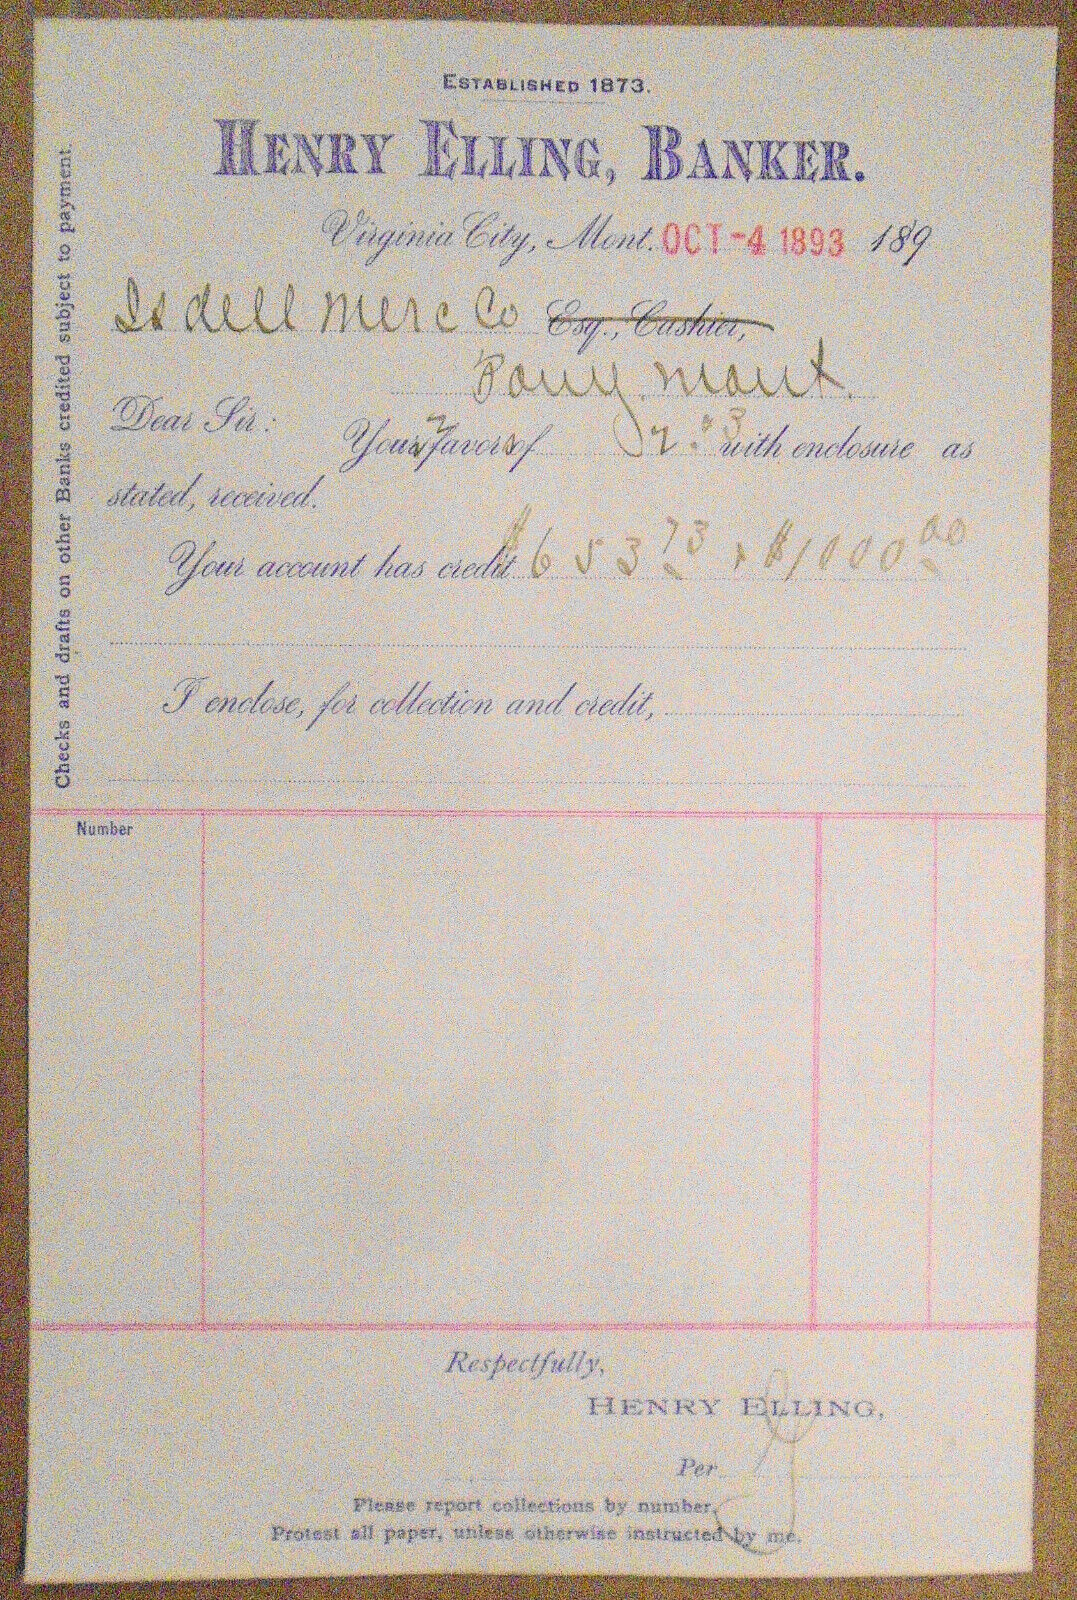 ESTABLISHED 1873.
HENRY ELLING, BANKER.
Virginia City, Mont. OCT -4 1893 189
Isdell Merc Co Esq., Cashier,
Pony Mont.
Dear Sir:
Your 2 favors of 2 & 3 with enclosure as
stated, received.
Your account has credit $653 73 & $1000 00
I enclose, for collection and credit,
Number
Respectfully,
HENRY ELLING,
Per
Please report collections by number.
Protest all paper, unless otherwise instructed by me.
Checks and drafts on other Banks credited subject to payment.